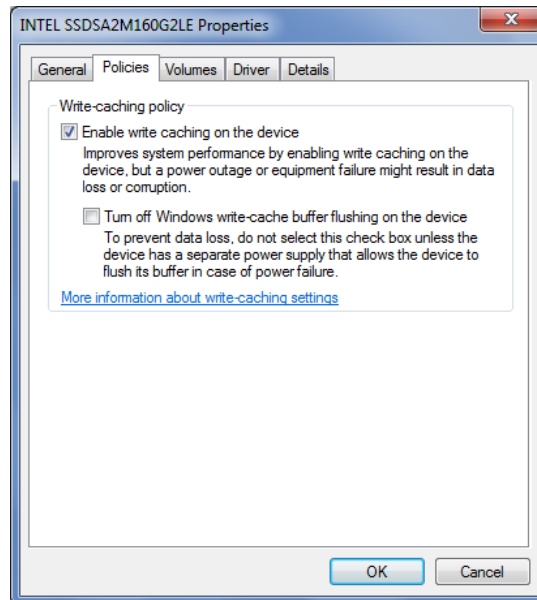 INTEL SSDSA2M160G2LE Properties
General Policies Volumes Driver Details
Write-caching policy
Enable write caching on the device
Improves system performance by enabling write caching on the
device, but a power outage or equipment failure might result in data
loss or corruption.
Turn off Windows write-cache buffer flushing on the device
To prevent data loss, do not select this check box unless the
device has a separate power supply that allows the device to
flush its buffer in case of power failure.
More information about write-caching settings
OK Cancel